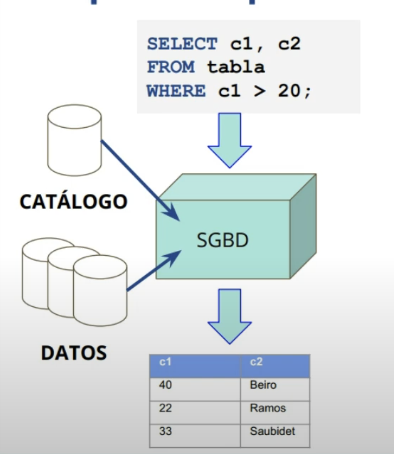 SELECT c1, c2
FROM tabla
WHERE c1 > 20;
CATÁLOGO
SGBD
DATOS
c1 c2
40 Beiro
22 Ramos
33 Saubidet